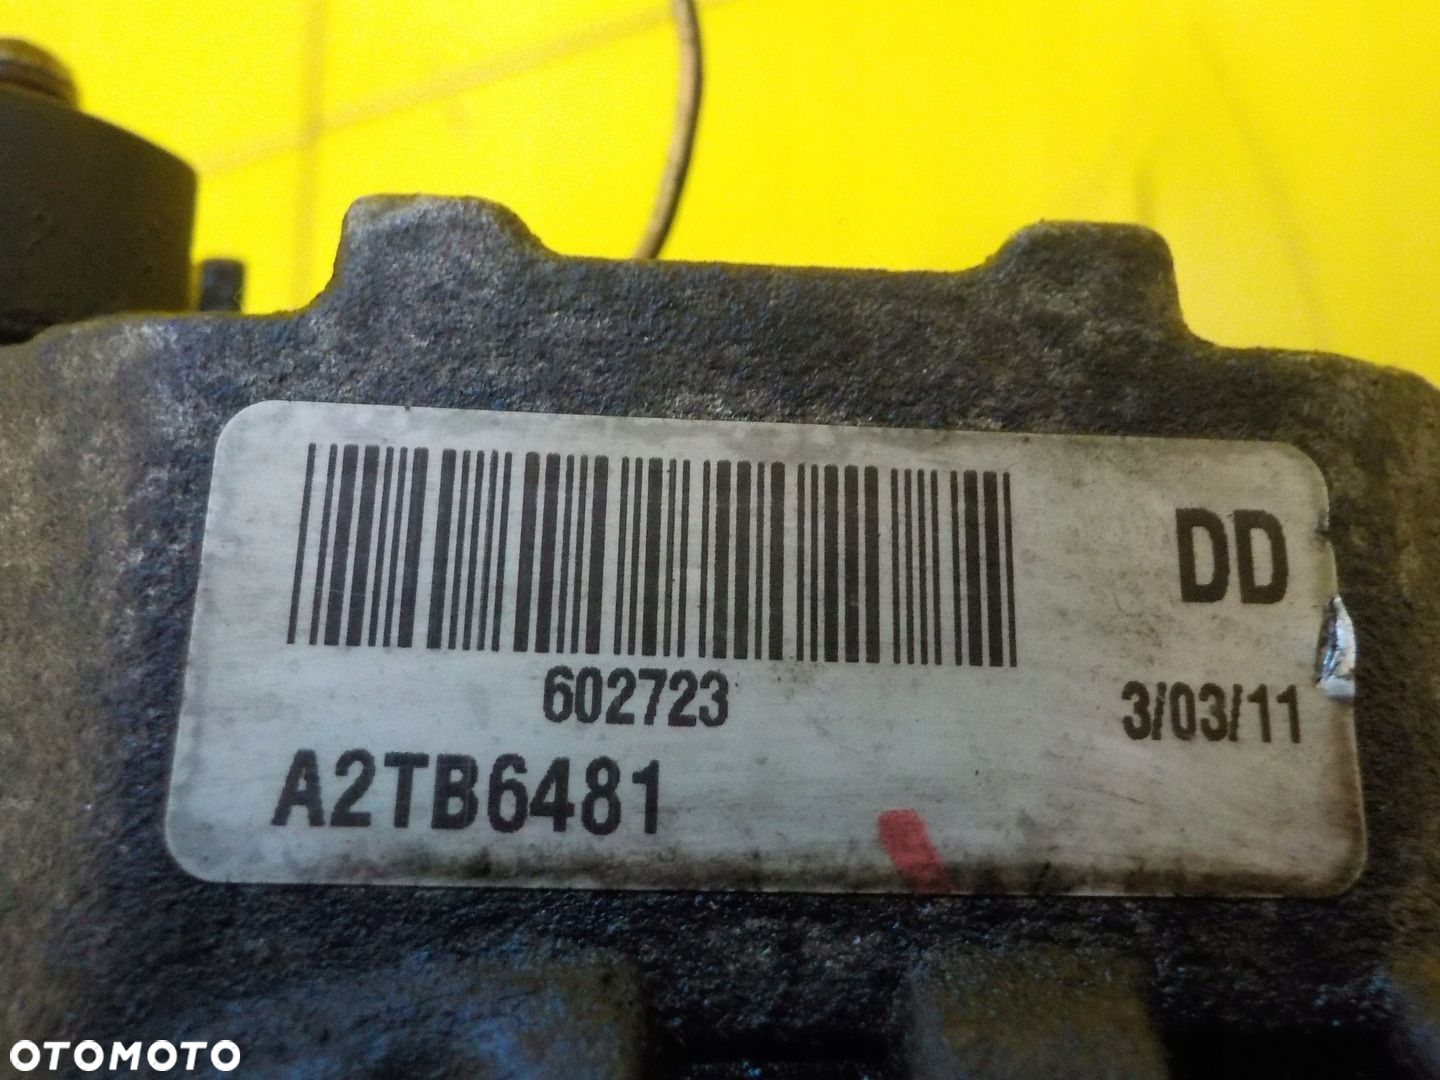 DD
602723
3/03/11
A2TB6481
OTOMOTO